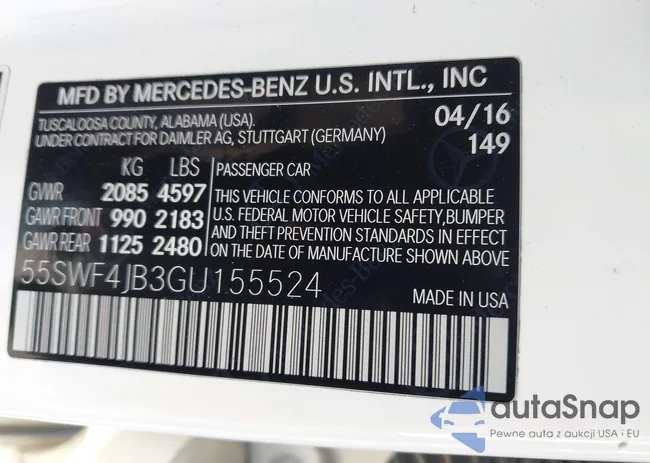 MFD BY MERCEDES-BENZ U.S. INTL., INC
TUSCALOOSA COUNTY, ALABAMA (USA). 04/16
UNDER CONTRACT FOR DAIMLER AG, STUTTGART (GERMANY) 149
KG LBS PASSENGER CAR
GWR 2085 4597
GAWR FRONT 990 2183
GAWR REAR 1125 2480
THIS VEHICLE CONFORMS TO ALL APPLICABLE
U.S. FEDERAL MOTOR VEHICLE SAFETY,BUMPER
AND THEFT PREVENTION STANDARDS IN EFFECT
ON THE DATE OF MANUFACTURE SHOWN ABOVE
55SWF4JB3GU155524
MADE IN USA
autaSnap
Pewne auta z aukcji USA i EU